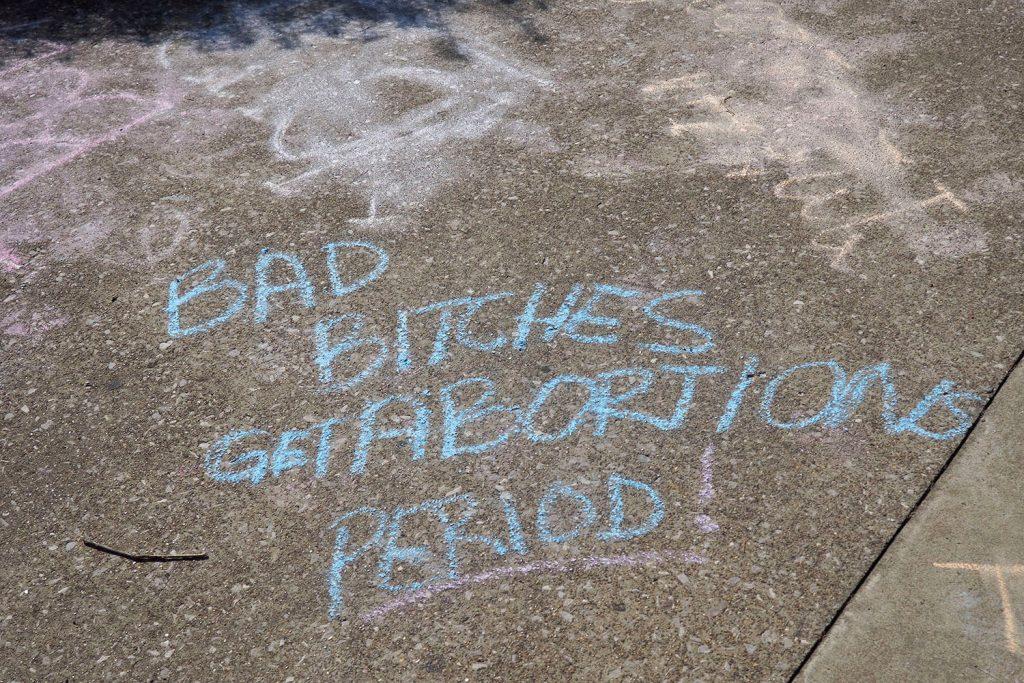 BAD
BITCHES
GET ABORTIONS
PERIOD!